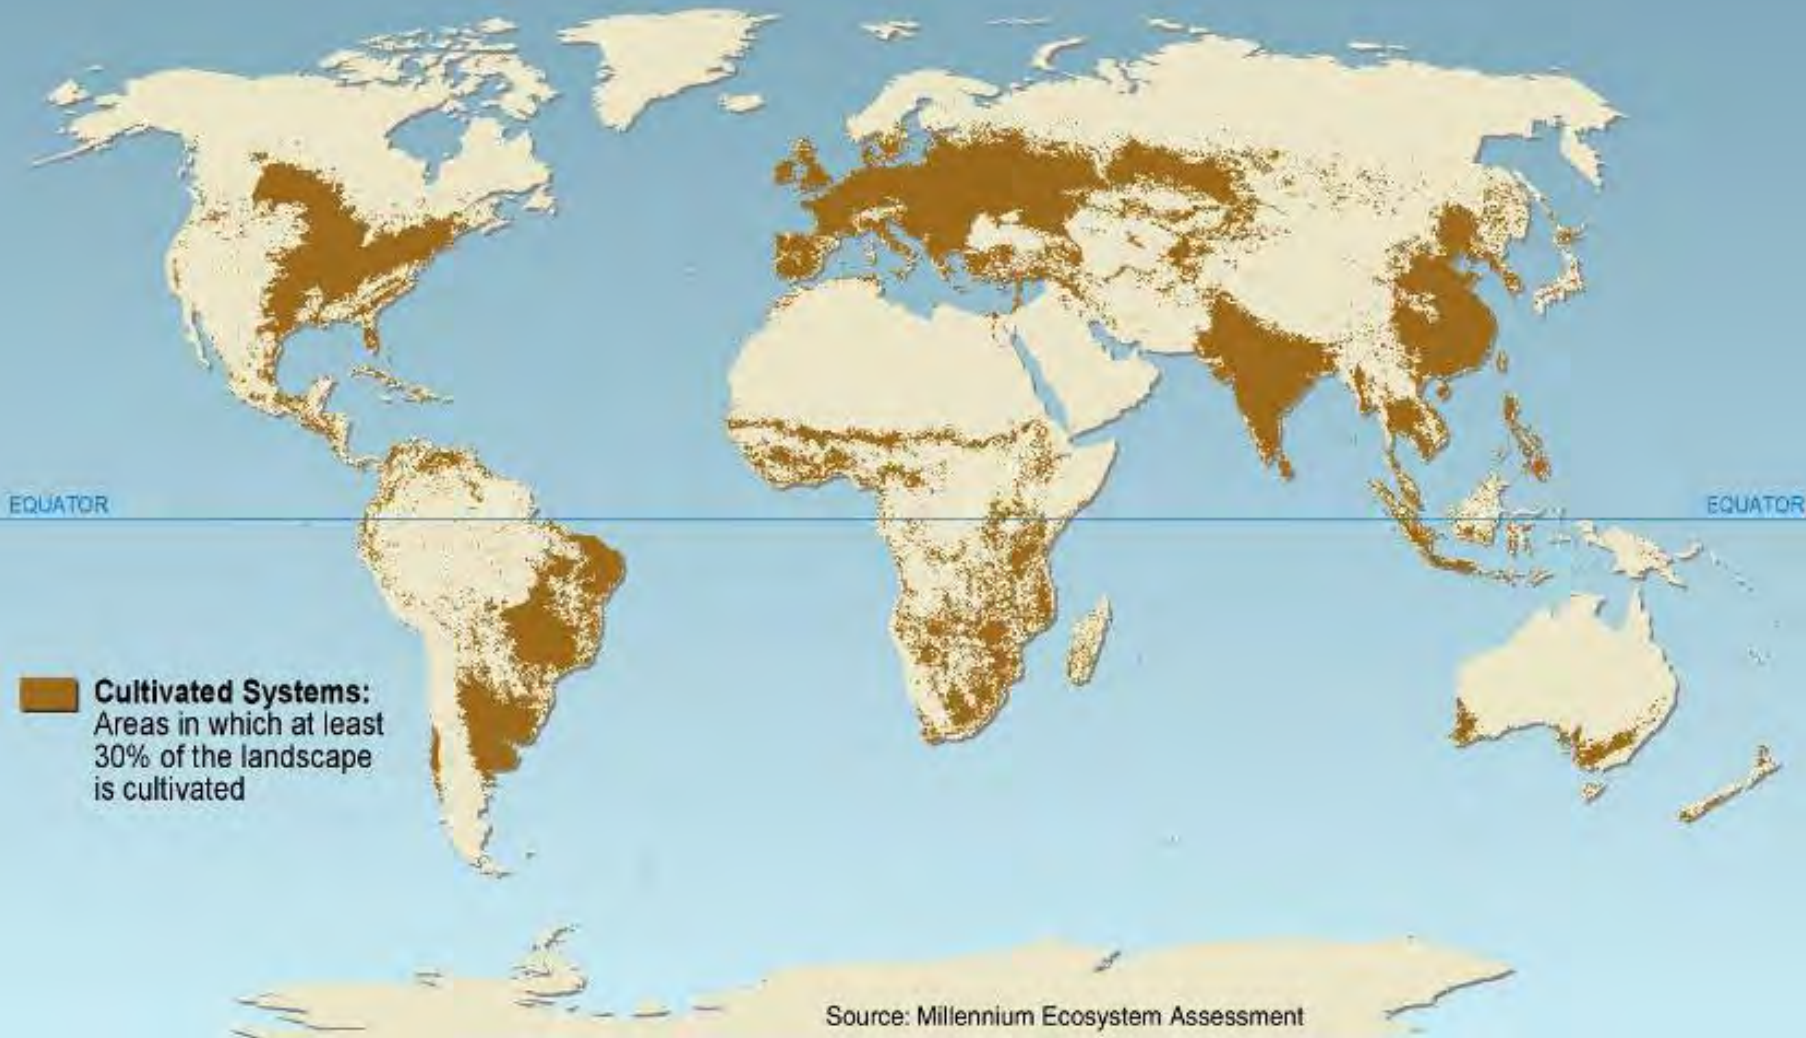 EQUATOR
EQUATOR
Cultivated Systems:
Areas in which at least
30% of the landscape
is cultivated
Source: Millennium Ecosystem Assessment